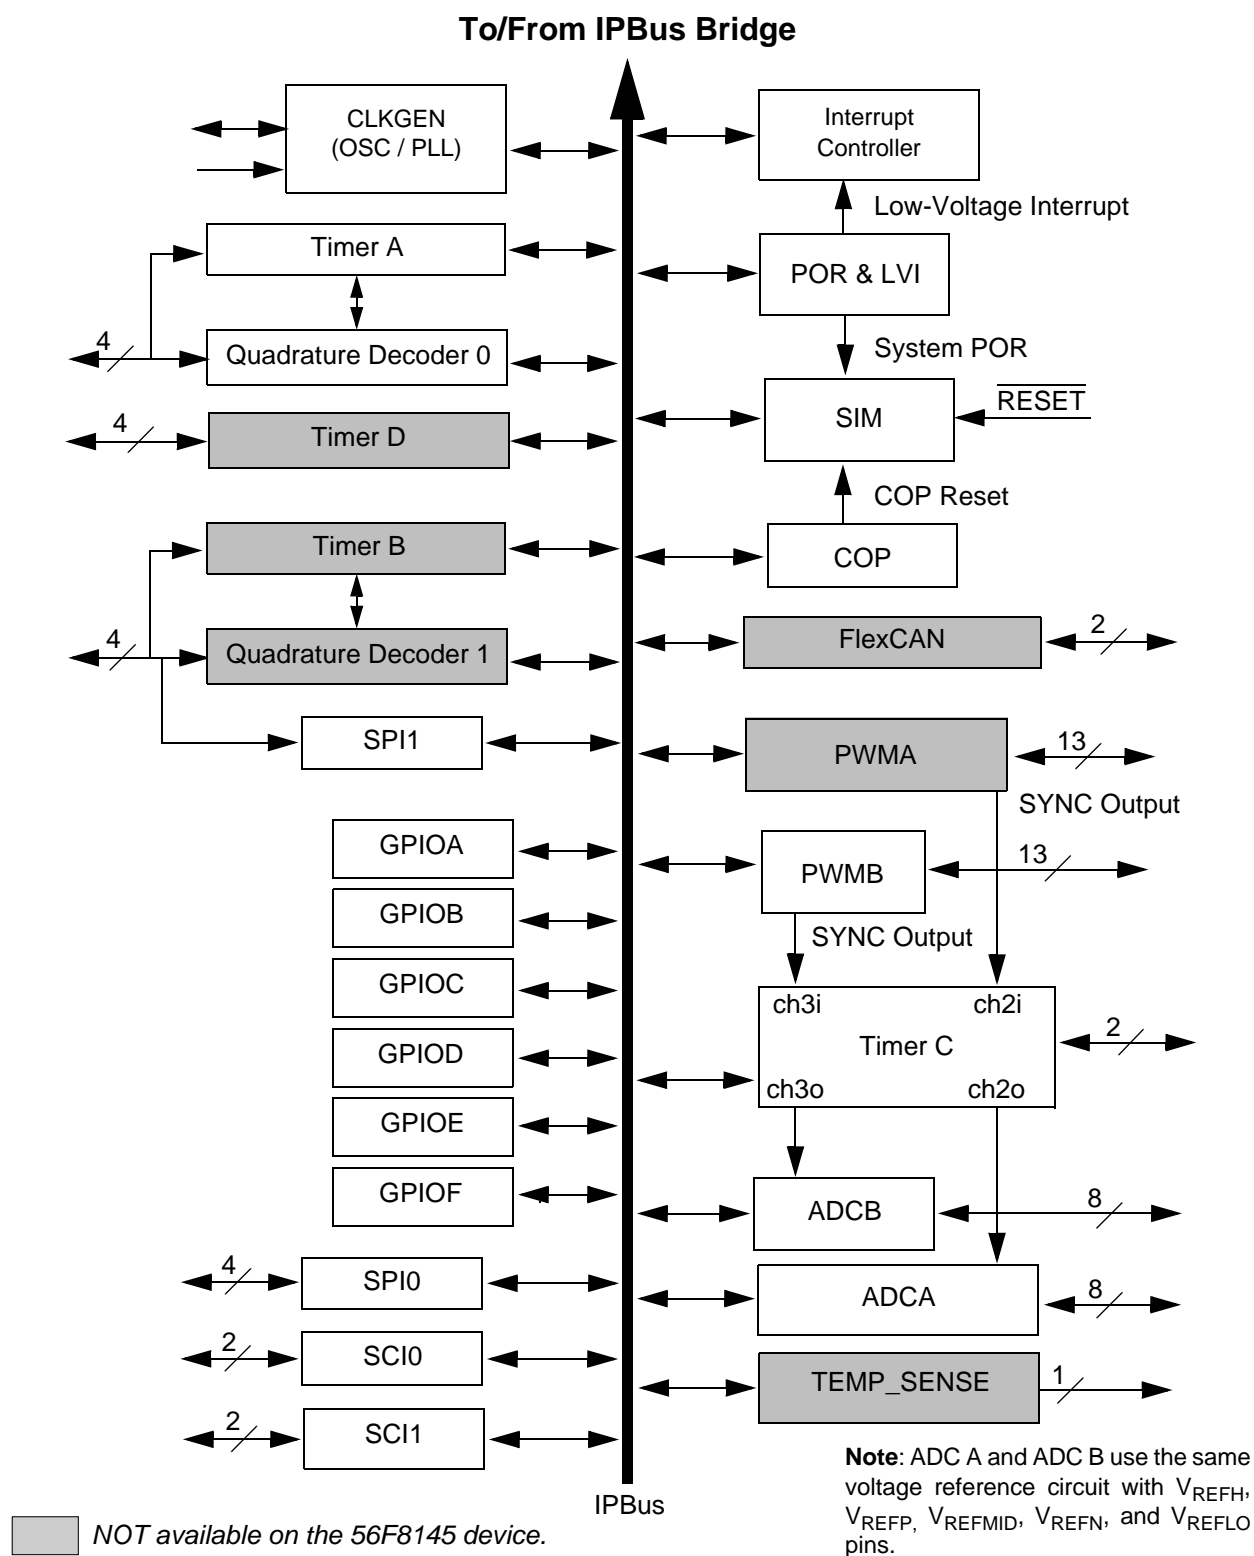 To/From IPBus Bridge
CLKGEN
(OSC / PLL)
Interrupt
Controller
Low-Voltage Interrupt
Timer A
POR & LVI
4
Quadrature Decoder 0
System POR
SIM
RESET
4
Timer D
COP Reset
Timer B
COP
4
Quadrature Decoder 1
FlexCAN
2
SPI1
PWMA
13
SYNC Output
GPIOA
PWMB
13
GPIOB
SYNC Output
GPIOC
ch3i
ch2i
GPIOD
Timer C
2
ch3o
ch2o
GPIOE
GPIOF
ADCB
8
4
SPI0
ADCA
8
2
SCI0
TEMP_SENSE
1
2
SCI1
IPBus
Note: ADC A and ADC B use the same
voltage reference circuit with VREFH,
VREFP, VREFMID, VREFN, and VREFLO
pins.
NOT available on the 56F8145 device.